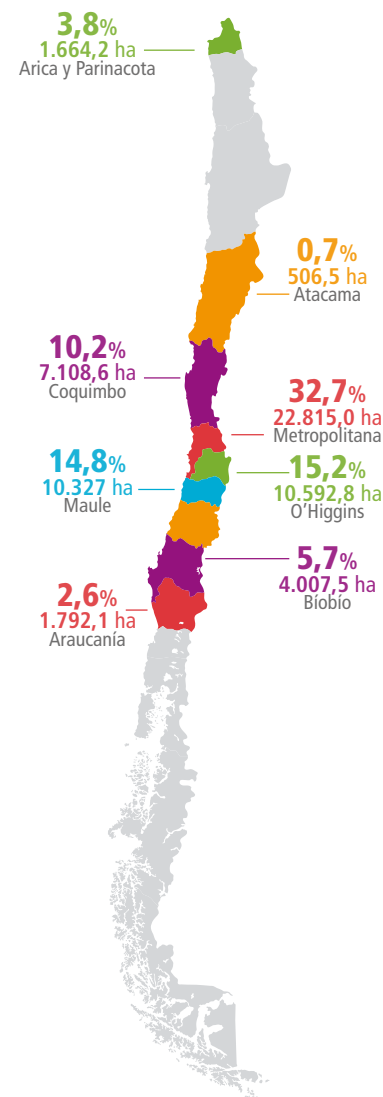 3,8%
1.664,2 ha
Arica y Parinacota
0,7%
506,5 ha
Atacama
10,2%
7.108,6 ha
Coquimbo
32,7%
22.815,0 ha
Metropolitana
14,8%
10.327 ha
Maule
15,2%
10.592,8 ha
O’Higgins
5,7%
4.007,5 ha
Bíobío
2,6%
1.792,1 ha
Araucanía